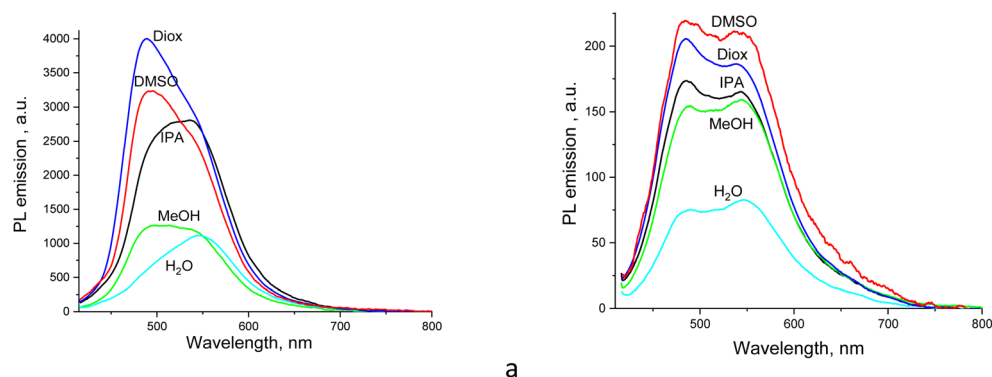 Diox
DMSO
IPA
MeOH
H₂O
4000
3500
3000
2500
2000
1500
1000
500
0
PL emission , a.u.
500
600
700
800
Wavelength, nm
a
DMSO
Diox
IPA
MeOH
H₂O
200
150
100
50
0
PL emission , a.u.
500
600
700
800
Wavelength, nm